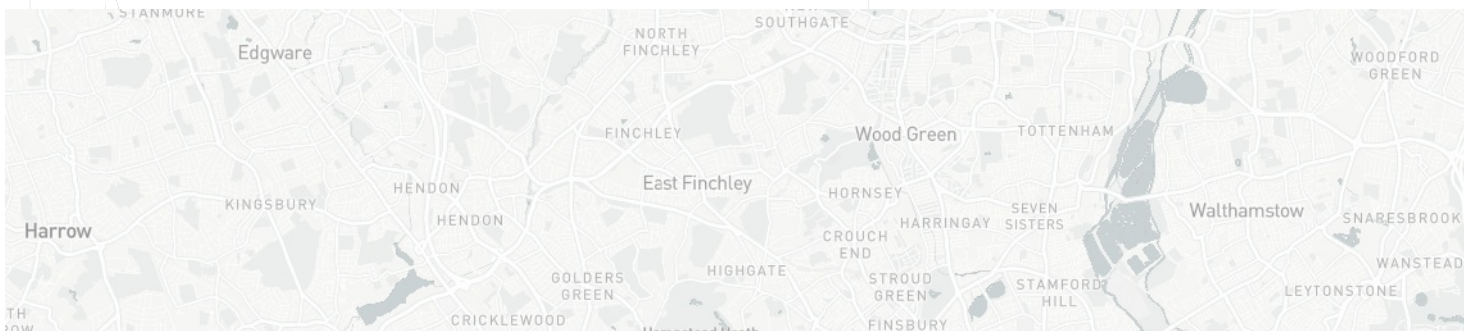 STANMORE
Edgware
NORTH
FINCHLEY
SOUTHGATE
WOODFORD
GREEN
FINCHLEY
Wood Green
TOTTENHAM
HENDON
East Finchley
HORNSEY
KINGSBURY
HENDON
Harrow
HARRINGAY
SEVEN
SISTERS
Walthamstow
SNARESBROOK
CROUCH
END
GOLDERS
GREEN
HIGHGATE
STROUD
GREEN
STAMFORD
HILL
WANSTEAD
LEYTONSTONE
CRICKLEWOOD
FINSBURY